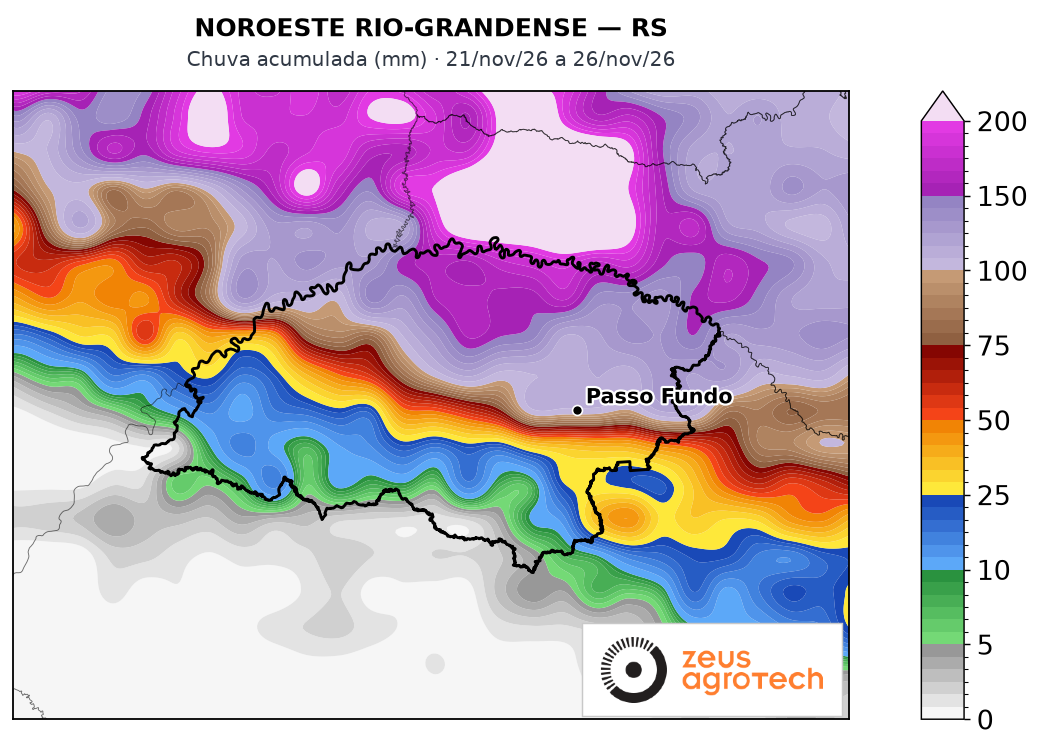 NOROESTE RIO-GRANDENSE — RS
Chuva acumulada (mm) · 21/nov/26 a 26/nov/26
200
150
100
75
50
25
10
5
0
Passo Fundo
zeus
agrotech